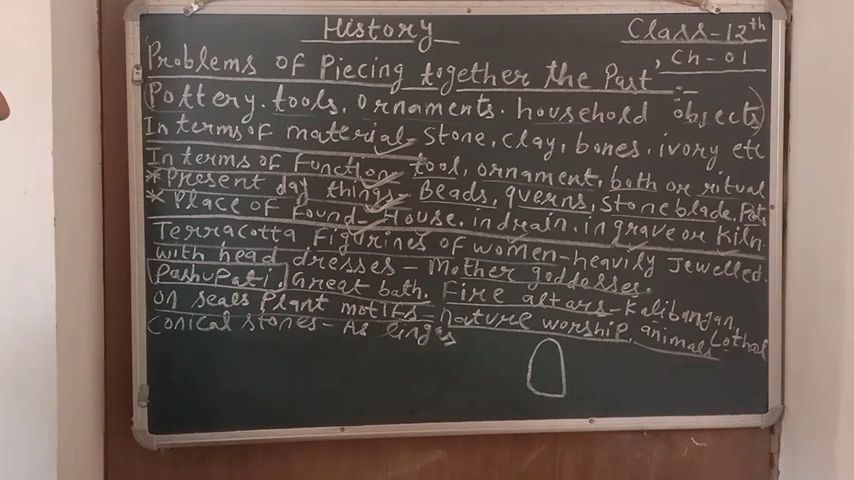 History
Class-12th
, Ch-01
Problems of Piecing together the Past :-
(Pottery. tools. ornaments. household objects)
In terms of material- Stone, clay, bones, ivory etc
In terms of Function- tool, ornament, both or ritual
*Present day things- Beads, querns, Stone blade, Pots
*Place of Found- House, in drain, in grave or Kiln.
Terracotta Figurines of women-heavily Jewelled.
with head dresses - Mother goddesses.
Pashupati, Great bath. Fire altars-Kalibangan, Lothal
on seals Plant motifs- nature worship, animals
Conical stones- As lingas